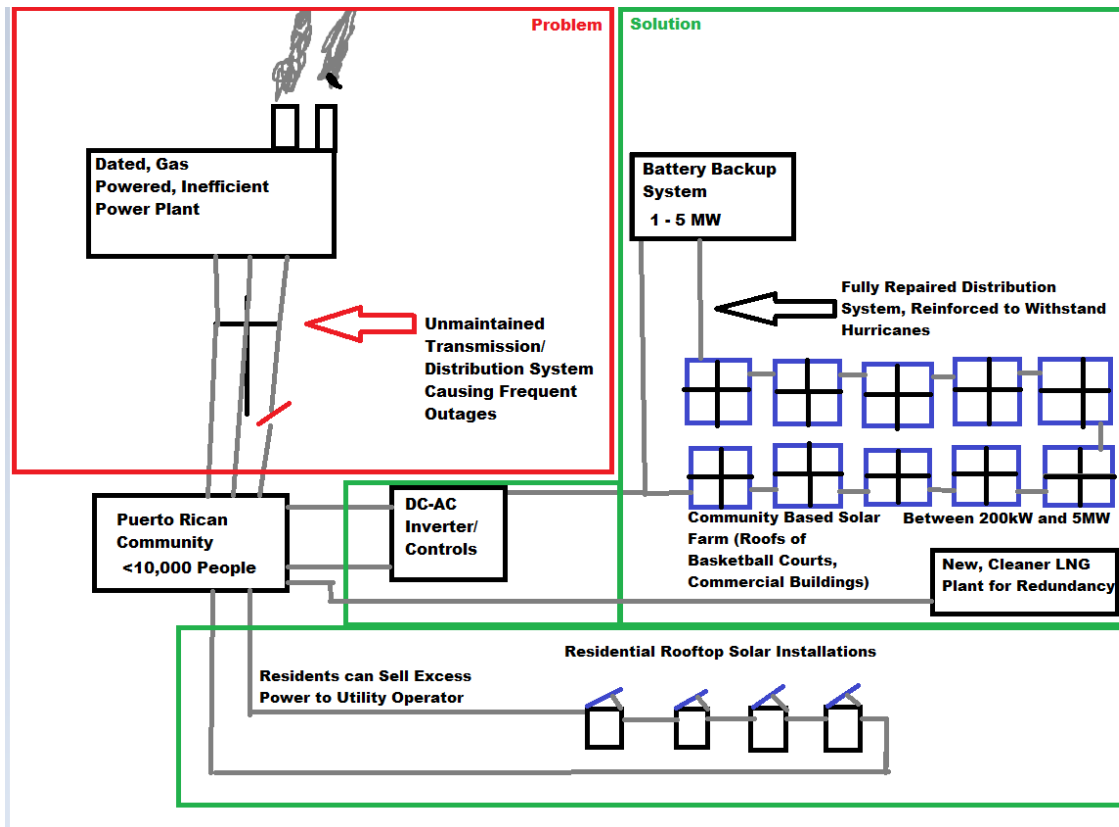 Problem
Solution
Dated, Gas
Powered, Inefficient
Power Plant
Unmaintained
Transmission/
Distribution System
Causing Frequent
Outages
Battery Backup
System
1 - 5 MW
Fully Repaired Distribution
System, Reinforced to Withstand
Hurricanes
Puerto Rican
Community
<10,000 People
DC-AC
Inverter/
Controls
Community Based Solar
Farm (Roofs of
Basketball Courts,
Commercial Buildings)
Between 200kW and 5MW
New, Cleaner LNG
Plant for Redundancy
Residential Rooftop Solar Installations
Residents can Sell Excess
Power to Utility Operator